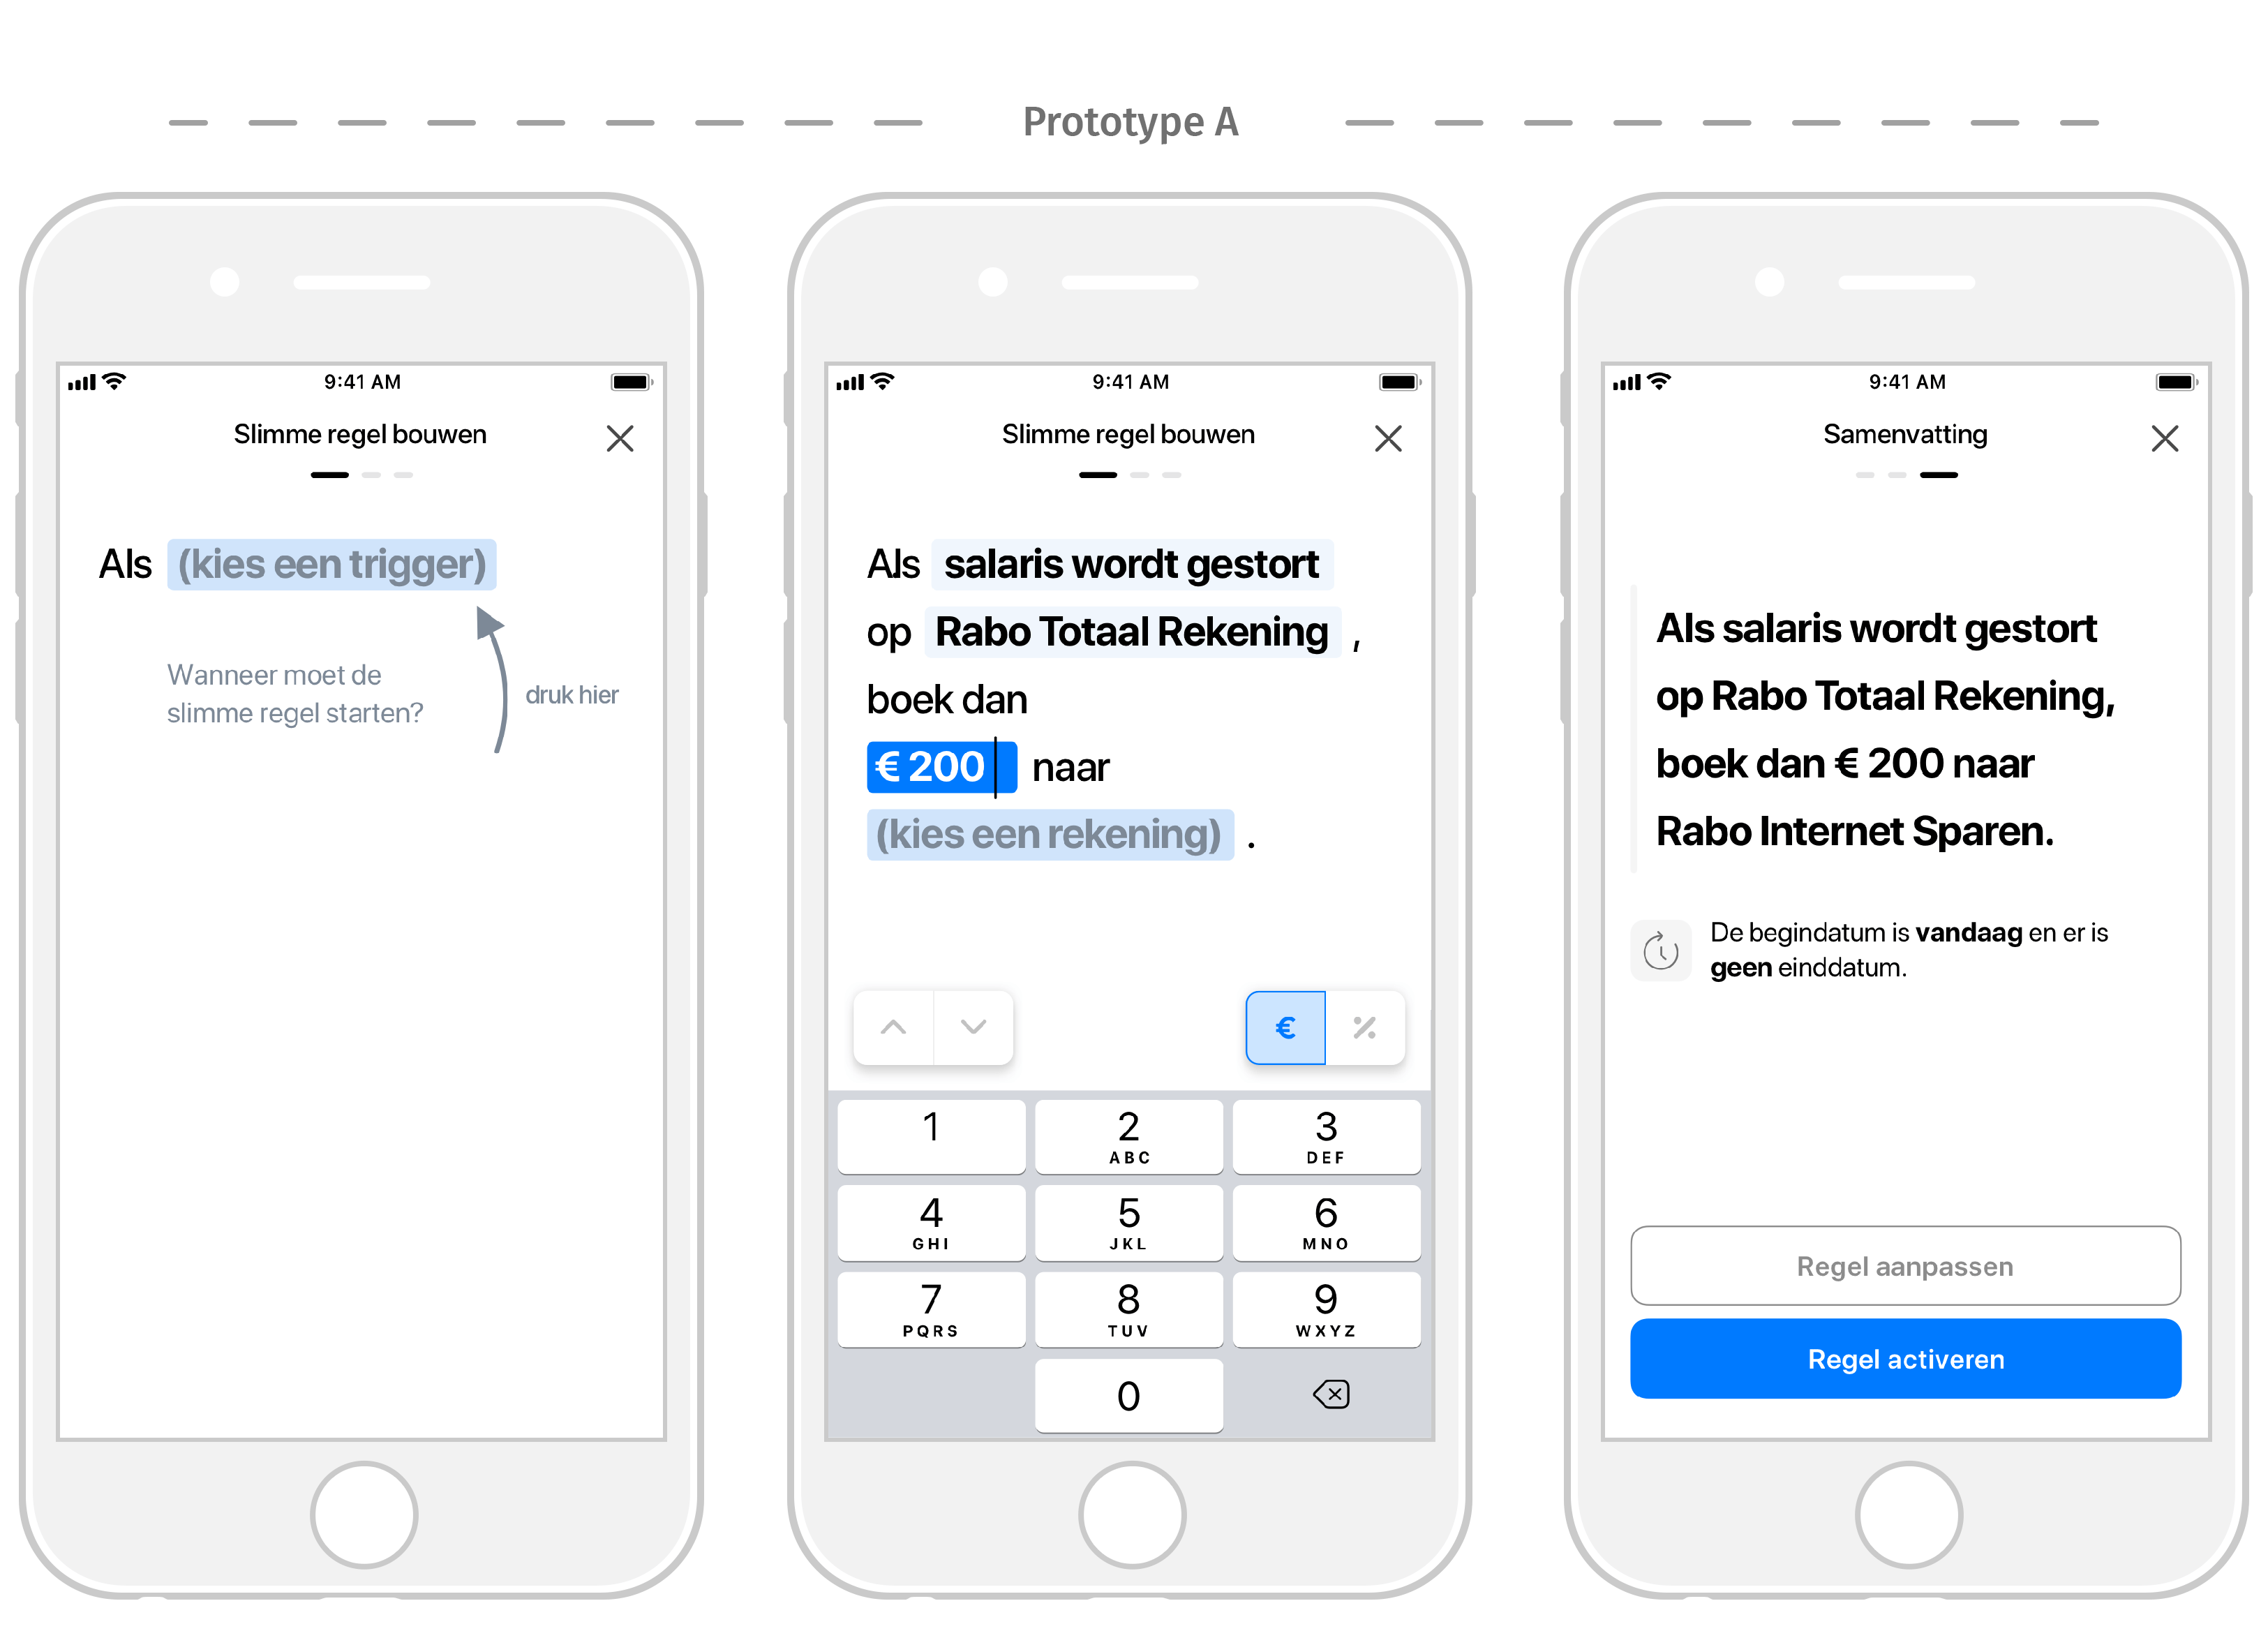 Prototype A
9:41 AM
Slimme regel bouwen
Als (kies een trigger)
Wanneer moet de
slimme regel starten?
druk hier
9:41 AM
Slimme regel bouwen
Als salaris wordt gestort
op Rabo Totaal Rekening ,
boek dan
€ 200 naar
(kies een rekening) .
€ %
1 2 3
ABC DEF
4 5 6
GHI JKL MNO
7 8 9
PQRS TUV WXYZ
0
9:41 AM
Samenvatting
Als salaris wordt gestort
op Rabo Totaal Rekening,
boek dan € 200 naar
Rabo Internet Sparen.
De begindatum is vandaag en er is
geen einddatum.
Regel aanpassen
Regel activeren